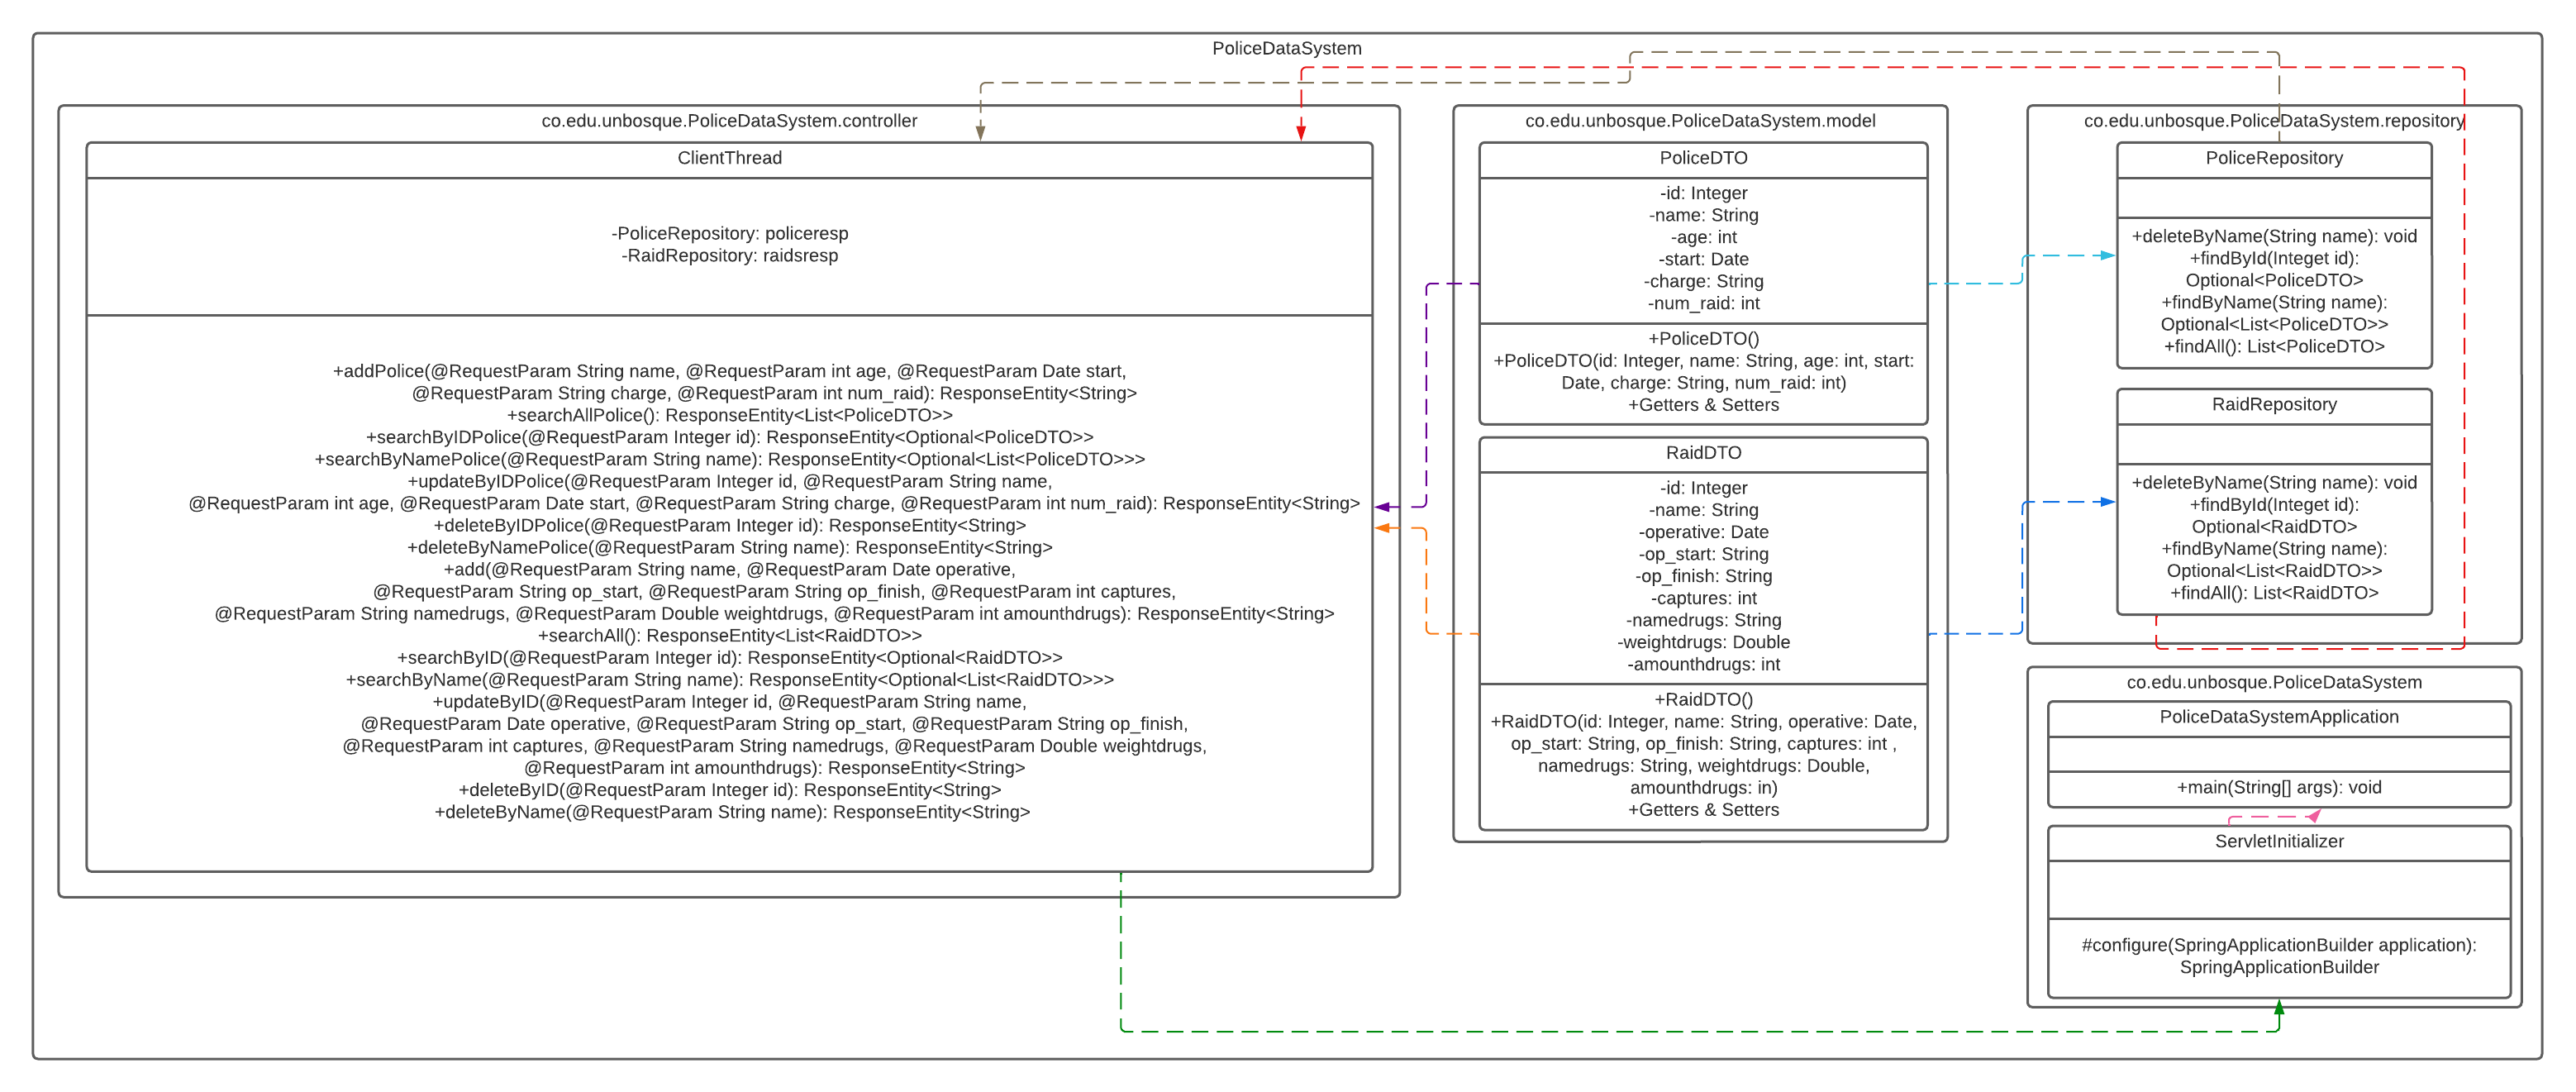 PoliceDataSystem
co.edu.unbosque.PoliceDataSystem.controller
ClientThread
-PoliceRepository: policeresp
-RaidRepository: raidsresp
+addPolice(@RequestParam String name, @RequestParam int age, @RequestParam Date start,
@RequestParam String charge, @RequestParam int num_raid): ResponseEntity<String>
+searchAllPolice(): ResponseEntity<List<PoliceDTO>>
+searchByIDPolice(@RequestParam Integer id): ResponseEntity<Optional<PoliceDTO>>
+searchByNamePolice(@RequestParam String name): ResponseEntity<Optional<List<PoliceDTO>>>
+updateByIDPolice(@RequestParam Integer id, @RequestParam String name,
@RequestParam int age, @RequestParam Date start, @RequestParam String charge, @RequestParam int num_raid): ResponseEntity<String>
+deleteByIDPolice(@RequestParam Integer id): ResponseEntity<String>
+deleteByNamePolice(@RequestParam String name): ResponseEntity<String>
+add(@RequestParam String name, @RequestParam Date operative,
@RequestParam String op_start, @RequestParam String op_finish, @RequestParam int captures,
@RequestParam String namedrugs, @RequestParam Double weightdrugs, @RequestParam int amounthdrugs): ResponseEntity<String>
+searchAll(): ResponseEntity<List<RaidDTO>>
+searchByID(@RequestParam Integer id): ResponseEntity<Optional<RaidDTO>>
+searchByName(@RequestParam String name): ResponseEntity<Optional<List<RaidDTO>>>
+updateByID(@RequestParam Integer id, @RequestParam String name,
@RequestParam Date operative, @RequestParam String op_start, @RequestParam String op_finish,
@RequestParam int captures, @RequestParam String namedrugs, @RequestParam Double weightdrugs,
@RequestParam int amounthdrugs): ResponseEntity<String>
+deleteByID(@RequestParam Integer id): ResponseEntity<String>
+deleteByName(@RequestParam String name): ResponseEntity<String>
co.edu.unbosque.PoliceDataSystem.model
PoliceDTO
-id: Integer
-name: String
-age: int
-start: Date
-charge: String
-num_raid: int
+PoliceDTO()
+PoliceDTO(id: Integer, name: String, age: int, start:
Date, charge: String, num_raid: int)
+Getters & Setters
RaidDTO
-id: Integer
-name: String
-operative: Date
-op_start: String
-op_finish: String
-captures: int
-namedrugs: String
-weightdrugs: Double
-amounthdrugs: int
+RaidDTO()
+RaidDTO(id: Integer, name: String, operative: Date,
op_start: String, op_finish: String, captures: int ,
namedrugs: String, weightdrugs: Double,
amounthdrugs: in)
+Getters & Setters
co.edu.unbosque.PoliceDataSystem.repository
PoliceRepository
+deleteByName(String name): void
+findById(Integet id):
Optional<PoliceDTO>
+findByName(String name):
Optional<List<PoliceDTO>>
+findAll(): List<PoliceDTO>
RaidRepository
+deleteByName(String name): void
+findById(Integet id):
Optional<RaidDTO>
+findByName(String name):
Optional<List<RaidDTO>>
+findAll(): List<RaidDTO>
co.edu.unbosque.PoliceDataSystem
PoliceDataSystemApplication
+main(String[] args): void
ServletInitializer
#configure(SpringApplicationBuilder application):
SpringApplicationBuilder